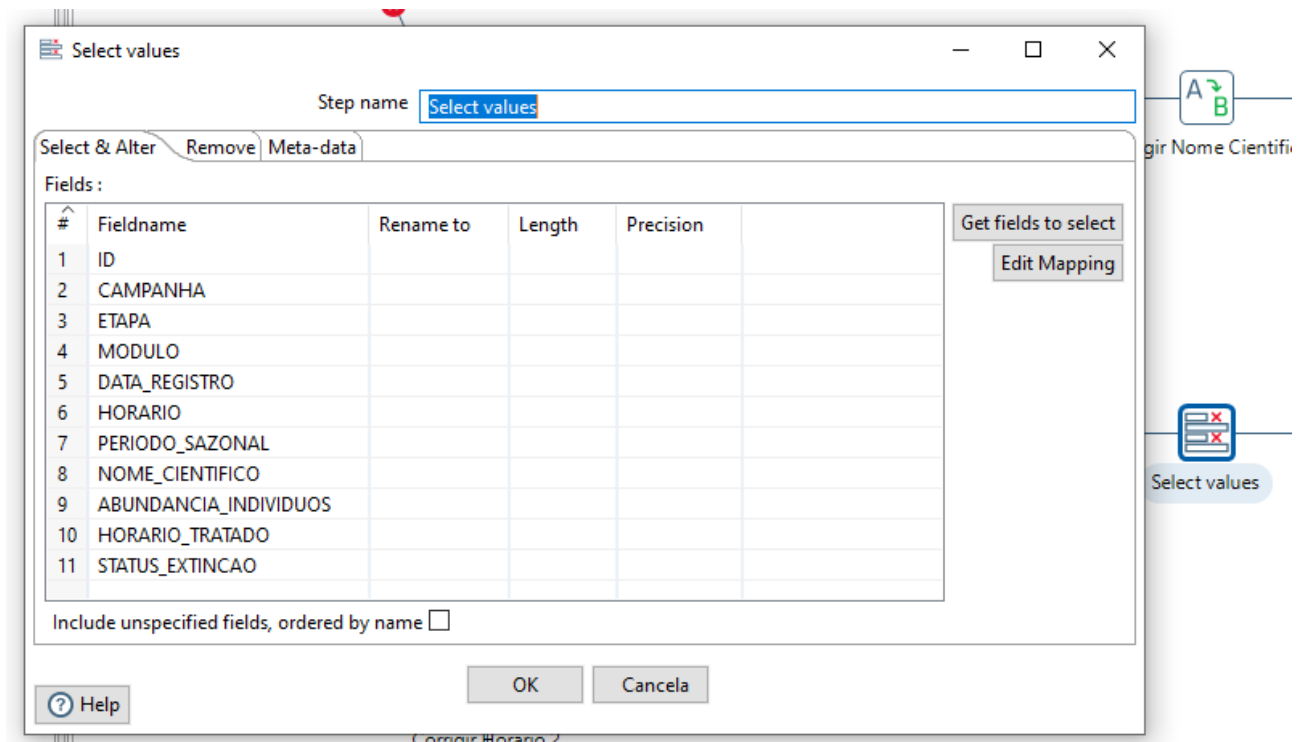 Select values
Step name Select values
Select & Alter Remove Meta-data
Fields :
# Fieldname Rename to Length Precision
Get fields to select
Edit Mapping
1 ID
2 CAMPANHA
3 ETAPA
4 MODULO
5 DATA_REGISTRO
6 HORARIO
7 PERIODO_SAZONAL
8 NOME_CIENTIFICO
9 ABUNDANCIA_INDIVIDUOS
10 HORARIO_TRATADO
11 STATUS_EXTINCAO
Include unspecified fields, ordered by name
OK Cancela
Help
A B
gir Nome Cientifi
Select values
Corrigir Horario 2